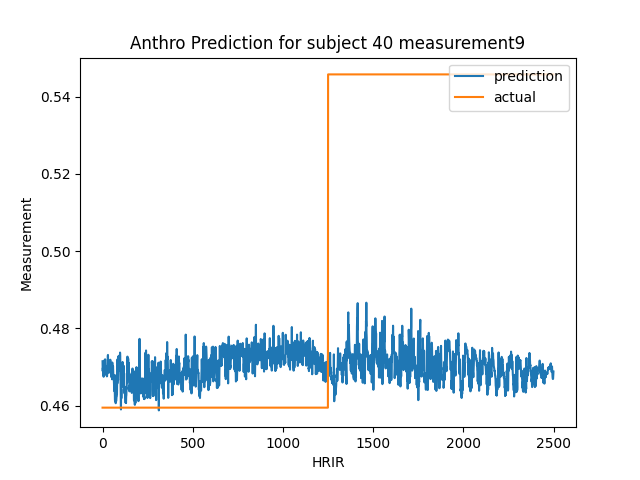 Anthro Prediction for subject 40 measurement9
prediction
actual
0.54
0.52
0.50
0.48
0.46
Measurement
0
500
1000
1500
2000
2500
HRIR